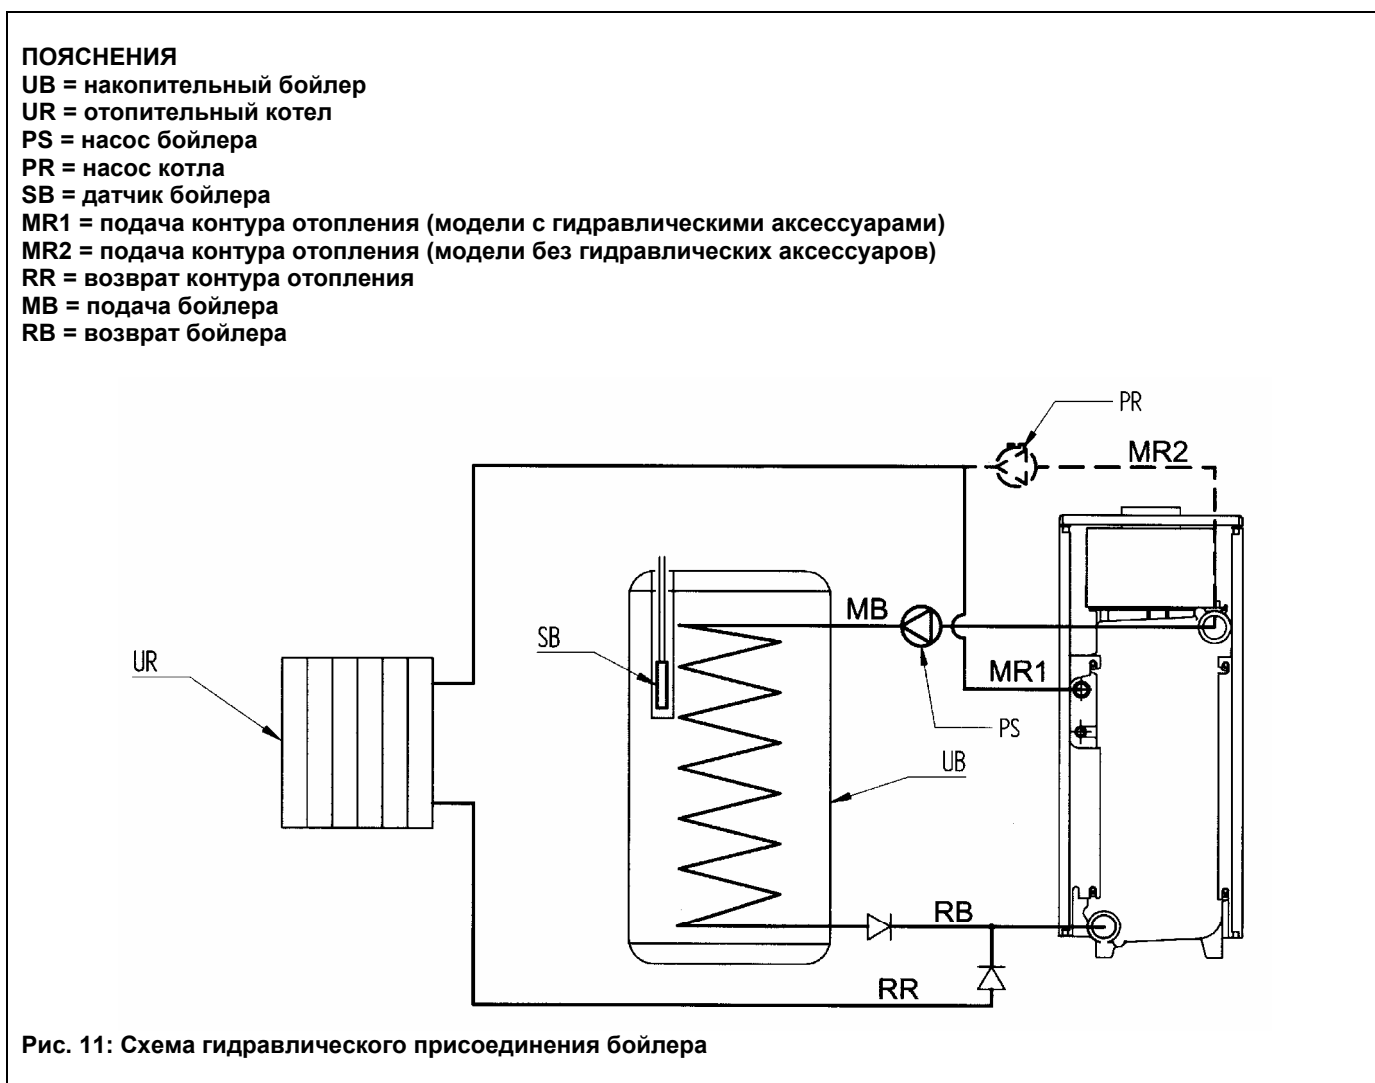 ПОЯСНЕНИЯ
UB = накопительный бойлер
UR = отопительный котел
PS = насос бойлера
PR = насос котла
SB = датчик бойлера
MR1 = подача контура отопления (модели с гидравлическими аксессуарами)
MR2 = подача контура отопления (модели без гидравлических аксессуаров)
RR = возврат контура отопления
MB = подача бойлера
RB = возврат бойлера
PR
MR2
MB
SB
UR
MR1
PS
UB
RB
RR
Рис. 11: Схема гидравлического присоединения бойлера